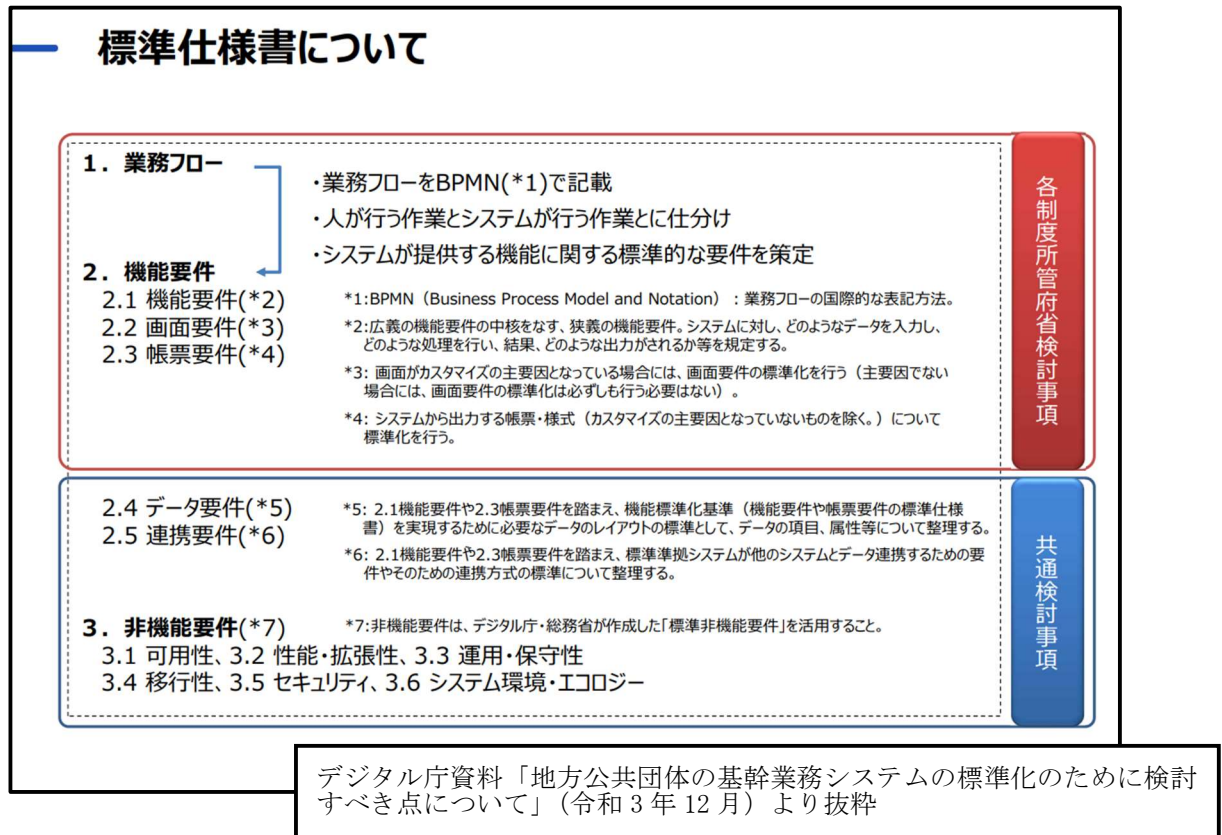 標準仕様書について
1．業務フロー
・業務フローをBPMN(*1)で記載
・人が行う作業とシステムが行う作業とに仕分け
・システムが提供する機能に関する標準的な要件を策定
2．機能要件
2.1 機能要件(*2)
2.2 画面要件(*3)
2.3 帳票要件(*4)
*1:BPMN（Business Process Model and Notation）：業務フローの国際的な表記方法。
*2:広義の機能要件の中核をなす、狭義の機能要件。システムに対し、どのようなデータを入力し、
どのような処理を行い、結果、どのような出力がされるか等を規定する。
*3: 画面がカスタマイズの主要因となっている場合には、画面要件の標準化を行う（主要因でない
場合には、画面要件の標準化は必ずしも行う必要はない）。
*4: システムから出力する帳票・様式（カスタマイズの主要因となっていないものを除く。）について
標準化を行う。
各制度所管府省検討事項
2.4 データ要件(*5)
2.5 連携要件(*6)
*5: 2.1機能要件や2.3帳票要件を踏まえ、機能標準化基準（機能要件や帳票要件の標準仕様
書）を実現するために必要なデータのレイアウトの標準として、データの項目、属性等について整理する。
*6: 2.1機能要件や2.3帳票要件を踏まえ、標準準拠システムが他のシステムとデータ連携するための要
件やそのための連携方式の標準について整理する。
3．非機能要件(*7)
*7:非機能要件は、デジタル庁・総務省が作成した「標準非機能要件」を活用すること。
3.1 可用性、3.2 性能・拡張性、3.3 運用・保守性
3.4 移行性、3.5 セキュリティ、3.6 システム環境・エコロジー
共通検討事項
デジタル庁資料「地方公共団体の基幹業務システムの標準化のために検討
すべき点について」（令和３年 12 月）より抜粋